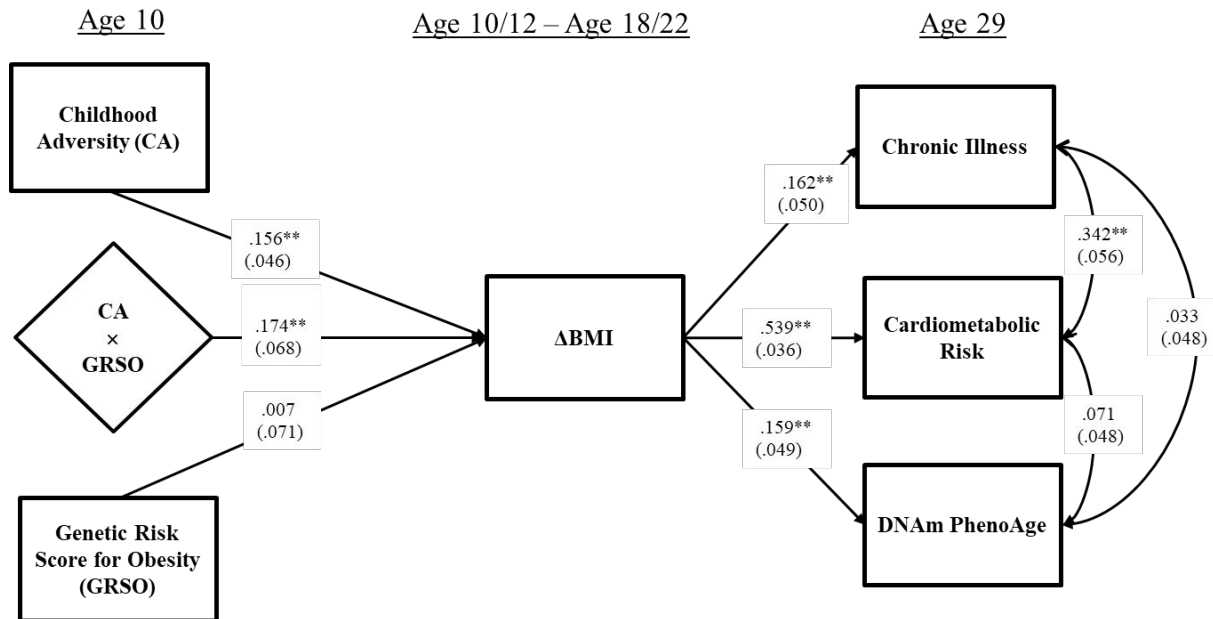 Age 10
Age 10/12 – Age 18/22
Age 29
Childhood
Adversity (CA)
CA
×
GRSO
Genetic Risk
Score for Obesity
(GRSO)
.156**
(.046)
.174**
(.068)
.007
(.071)
ΔBMI
.162**
(.050)
.539**
(.036)
.159**
(.049)
Chronic Illness
Cardiometabolic
Risk
DNAm PhenoAge
.342**
(.056)
.071
(.048)
.033
(.048)